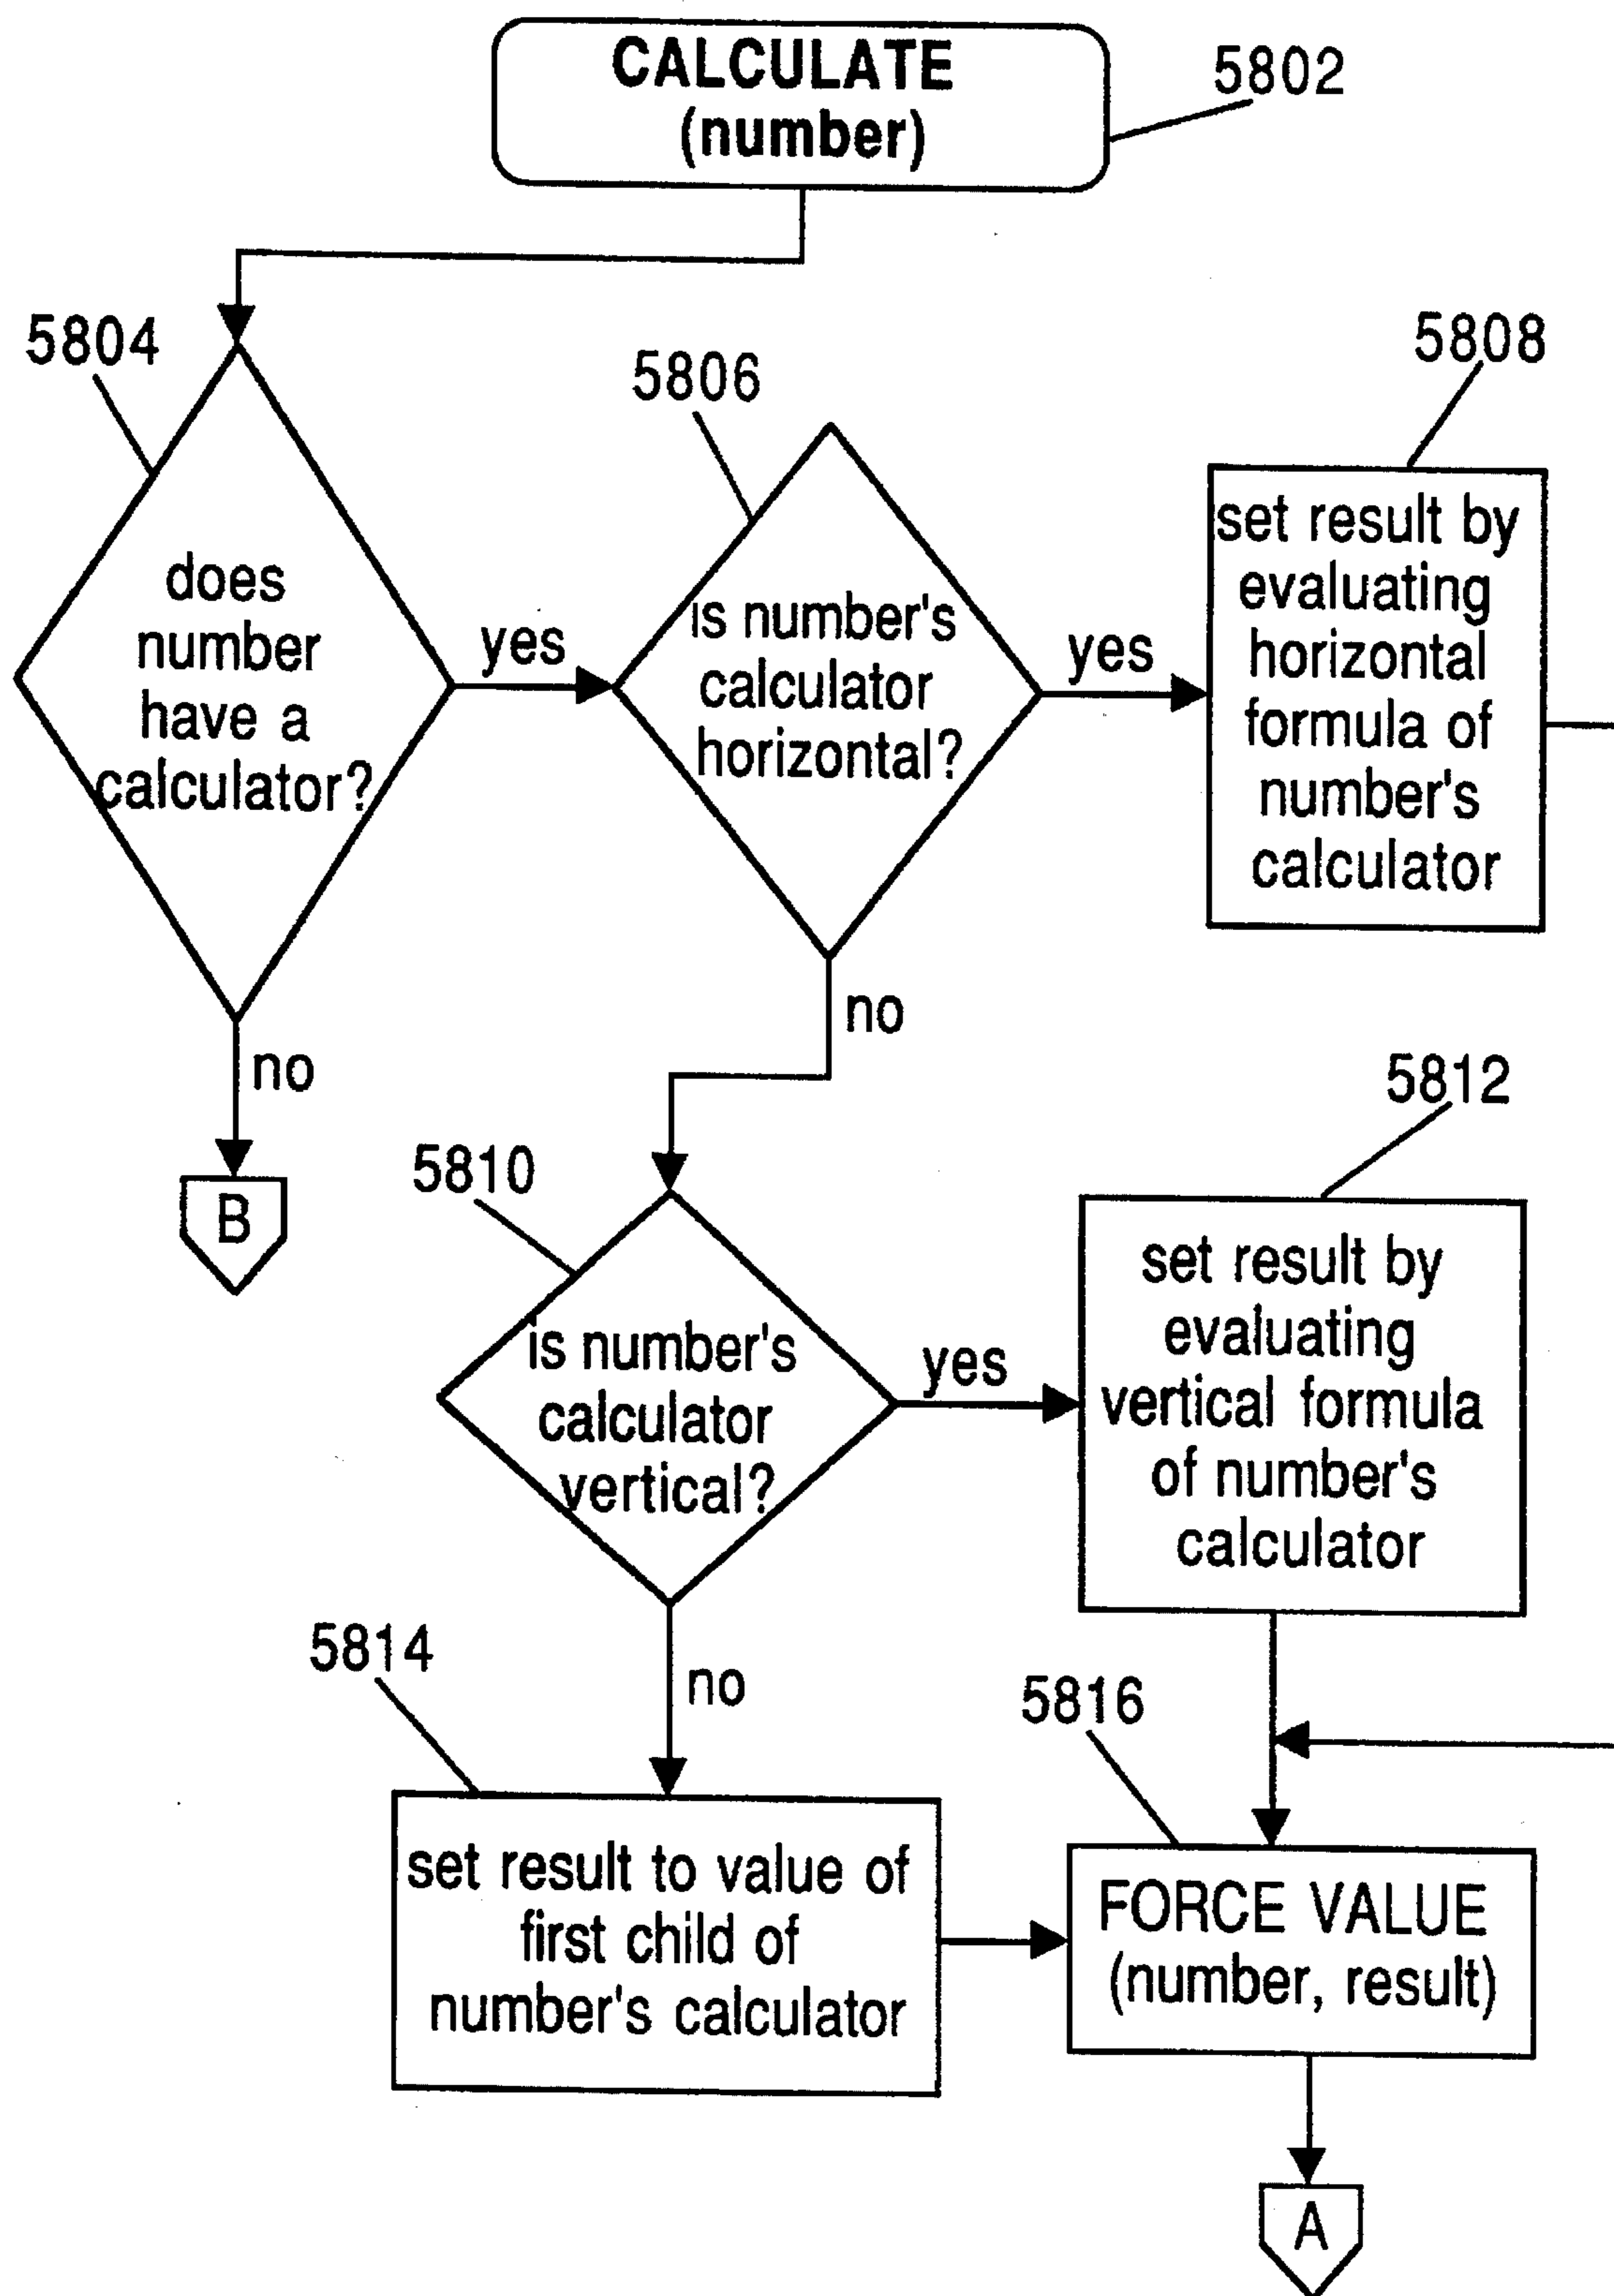 CALCULATE
(number)
5802
5804
does
number
have a
calculator?
yes
no
B
5806
is number's
calculator
horizontal?
yes
no
5808
set result by
evaluating
horizontal
formula of
number's
calculator
5810
is number's
calculator
vertical?
yes
no
5812
set result by
evaluating
vertical formula
of number's
calculator
5814
set result to value of
first child of
number's calculator
5816
FORCE VALUE
(number, result)
A